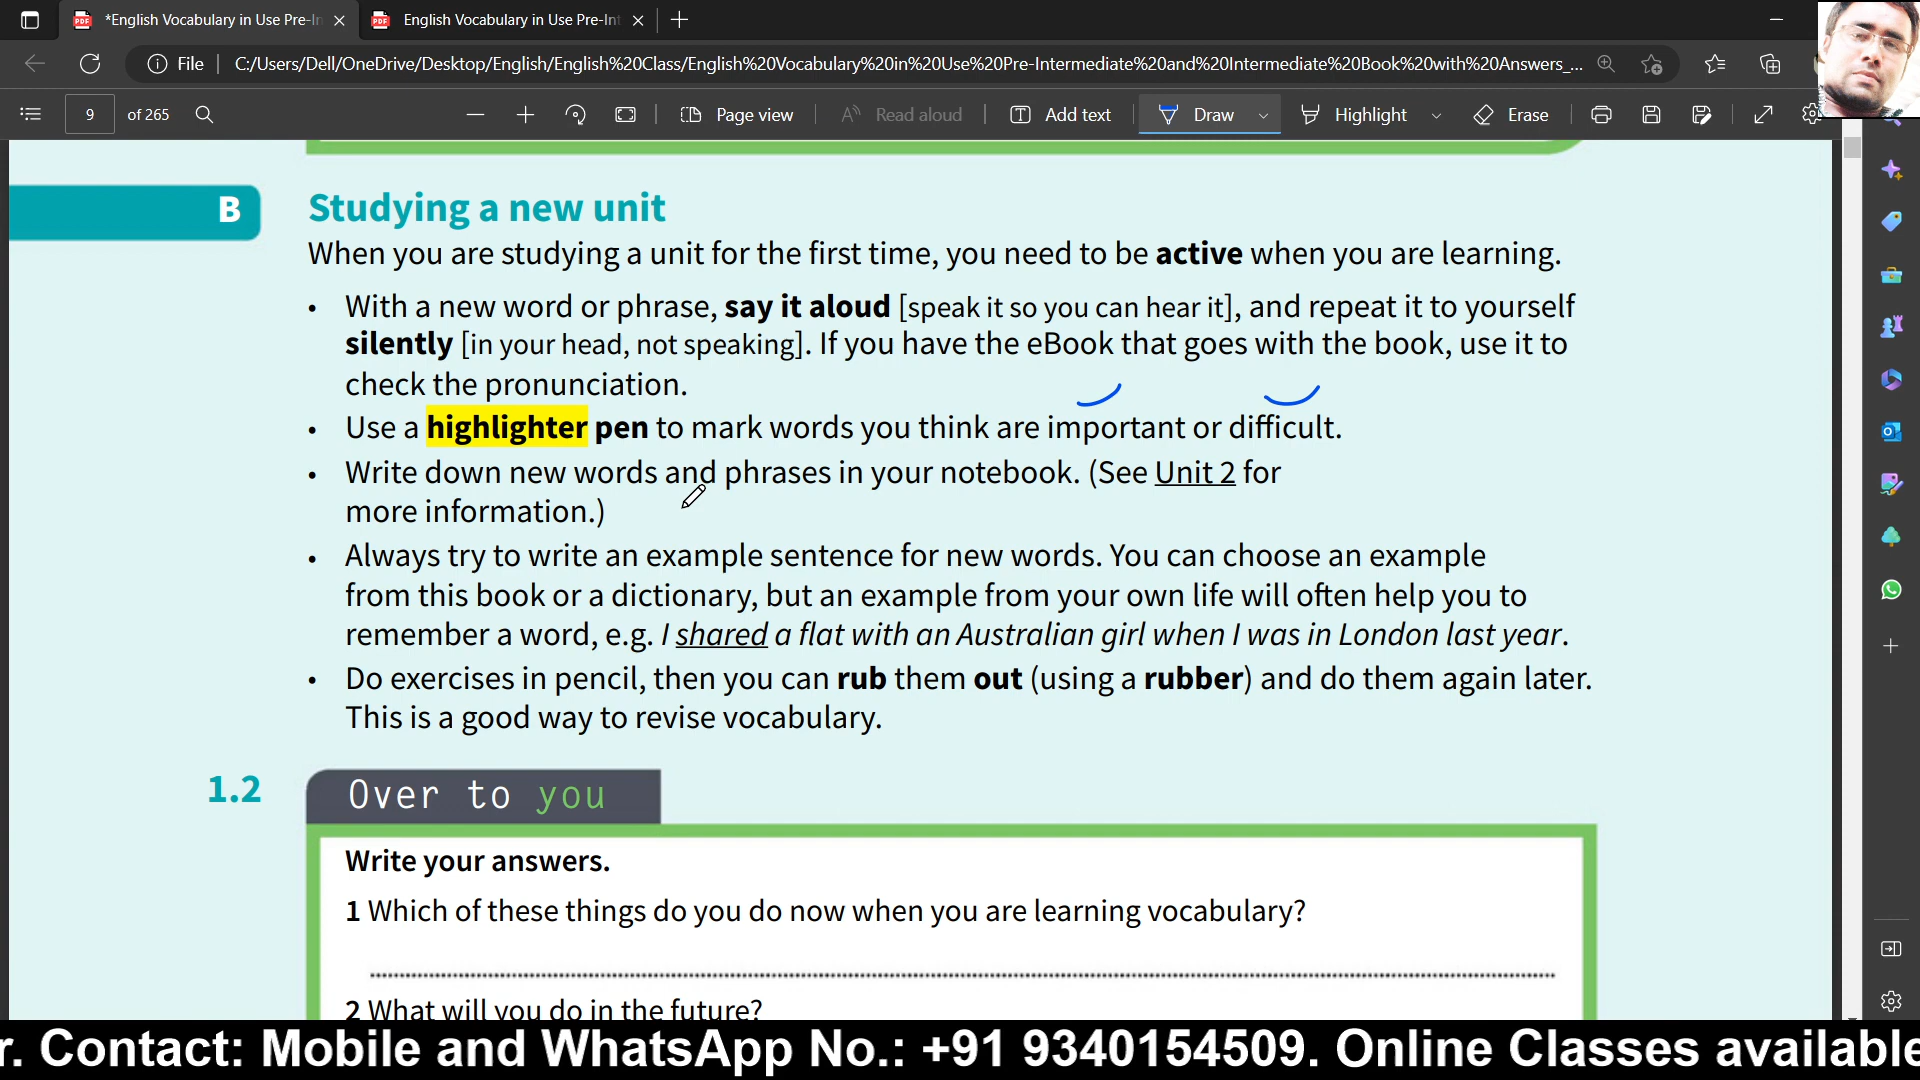 *English Vocabulary in Use Pre-In
English Vocabulary in Use Pre-Int
File
C:/Users/Dell/OneDrive/Desktop/English/English%20Class/English%20Vocabulary%20in%20Use%20Pre-Intermediate%20and%20Intermediate%20Book%20with%20Answers_...
9 of 265
Page view
Read aloud
Add text
Draw
Highlight
Erase
B
Studying a new unit
When you are studying a unit for the first time, you need to be active when you are learning.
• With a new word or phrase, say it aloud [speak it so you can hear it], and repeat it to yourself
silently [in your head, not speaking]. If you have the eBook that goes with the book, use it to
check the pronunciation.
• Use a highlighter pen to mark words you think are important or difficult.
• Write down new words and phrases in your notebook. (See Unit 2 for
more information.)
• Always try to write an example sentence for new words. You can choose an example
from this book or a dictionary, but an example from your own life will often help you to
remember a word, e.g. I shared a flat with an Australian girl when I was in London last year.
• Do exercises in pencil, then you can rub them out (using a rubber) and do them again later.
This is a good way to revise vocabulary.
1.2
Over to you
Write your answers.
1 Which of these things do you do now when you are learning vocabulary?
2 What will you do in the future?
r. Contact: Mobile and WhatsApp No.: +91 9340154509. Online Classes available